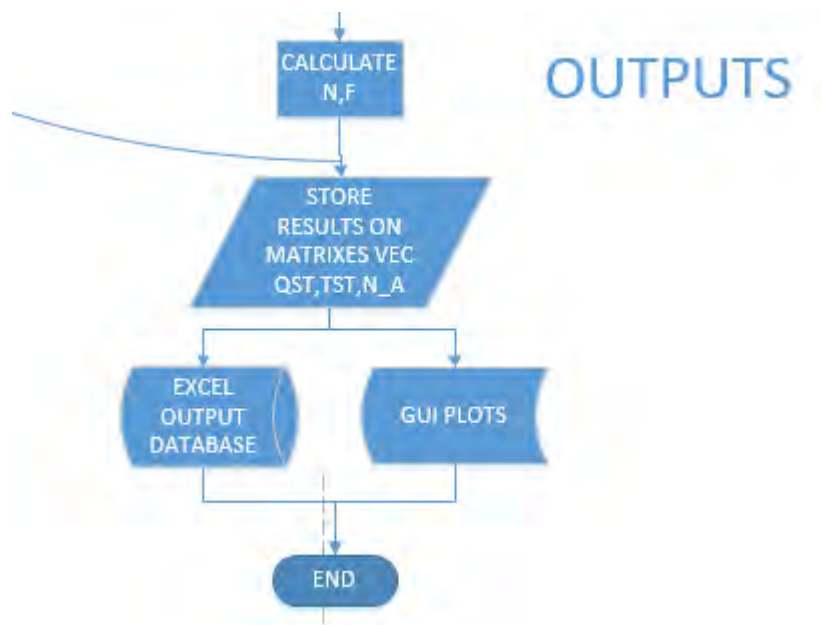 CALCULATE
N,F
OUTPUTS
STORE
RESULTS ON
MATRIXES VEC
QST,TST,N_A
EXCEL
OUTPUT
DATABASE
GUI PLOTS
END